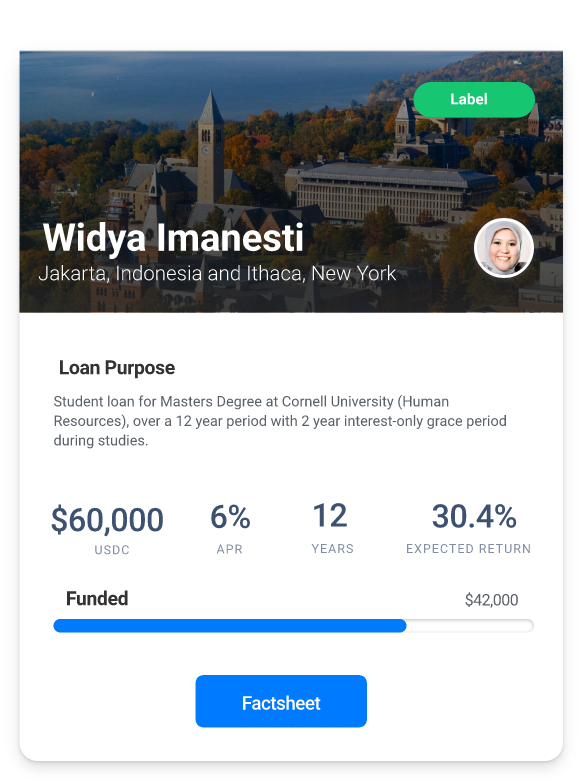 Label
Widya Imanesti
Jakarta, Indonesia and Ithaca, New York
Loan Purpose
Student loan for Masters Degree at Cornell University (Human
Resources), over a 12 year period with 2 year interest-only grace period
during studies.
$60,000 6% 12 30.4%
USDC APR YEARS EXPECTED RETURN
Funded $42,000
Factsheet